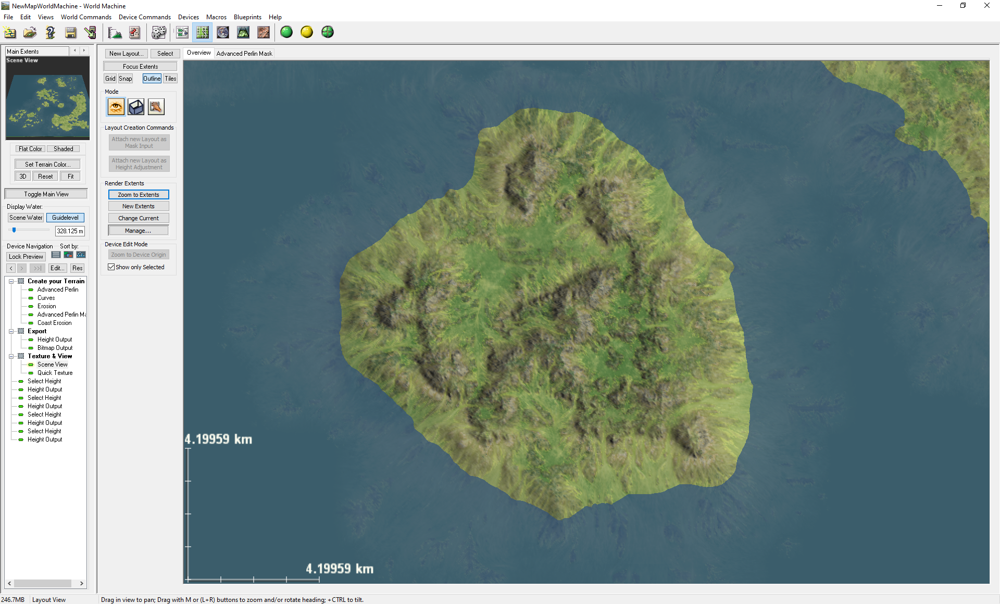 NewMapWorldMachine - World Machine
File Edit Views World Commands Device Commands Devices Macros Blueprints Help
Main Extents
Scene View
Flat Color Shaded
Set Terrain Color...
3D Reset Fit
Toggle Main View
Display Water:
Scene Water Guidelevel
328.125 m
Device Navigation Sort by:
Lock Preview
< > >>| Edit... Res
Create your Terrain
Advanced Perlin
Curves
Erosion
Advanced Perlin Ma
Coast Erosion
Export
Height Output
Bitmap Output
Texture & View
Scene View
Quick Texture
Select Height
Height Output
Select Height
Height Output
Select Height
Height Output
Select Height
Height Output
New Layout... Select
Focus Extents
Grid Snap Outline Tiles
Mode
Layout Creation Commands
Attach new Layout as
Mask Input
Attach new Layout as
Height Adjustment
Render Extents
Zoom to Extents
New Extents
Change Current
Manage...
Device Edit Mode
Zoom to Device Origin
Show only Selected
Overview Advanced Perlin Mask
4.19959 km
4.19959 km
246.7MB Layout View Drag in view to pan; Drag with M or (L+R) buttons to zoom and/or rotate heading; +CTRL to tilt.